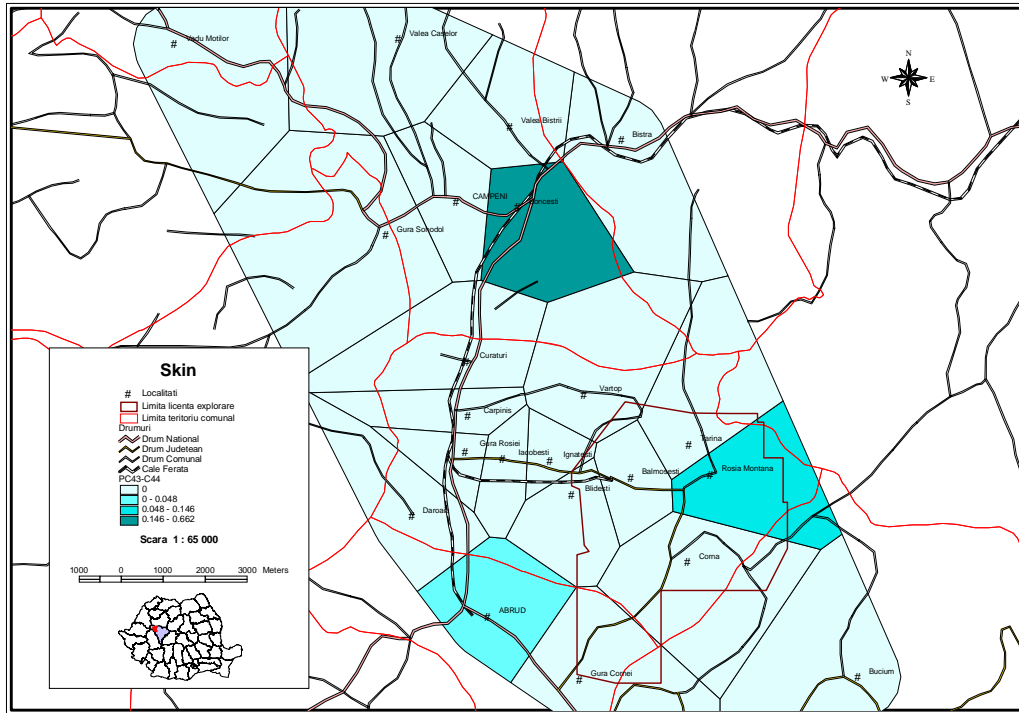 Vadu Motilor
Valea Caselor
N
W E
S
Valea Bistrii
Bistra
CAMPENI
Gura Sohodol
Curaturi
Vartop
Carpinis
Gura Rosiei
Iacobesti
Ignatesti
Tarina
Balmosesti
Rosia Montana
Blidesti
Daroaia
Corna
ABRUD
Gura Cornei
Bucium
Skin
# Localitati
Limita licenta explorare
Limita teritoriu comunal
Drumuri
Drum National
Drum Judetean
Drum Comunal
Cale Ferata
PC43-C44
0
0 - 0.048
0.048 - 0.146
0.146 - 0.662
Scara 1 : 65 000
1000 0 1000 2000 3000 Meters